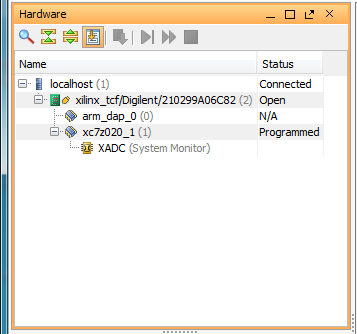 Hardware
Name Status
localhost (1) Connected
xilinx_tcf/Digilent/210299A06C82 (2) Open
arm_dap_0 (0) N/A
xc7z020_1 (1) Programmed
XADC (System Monitor)